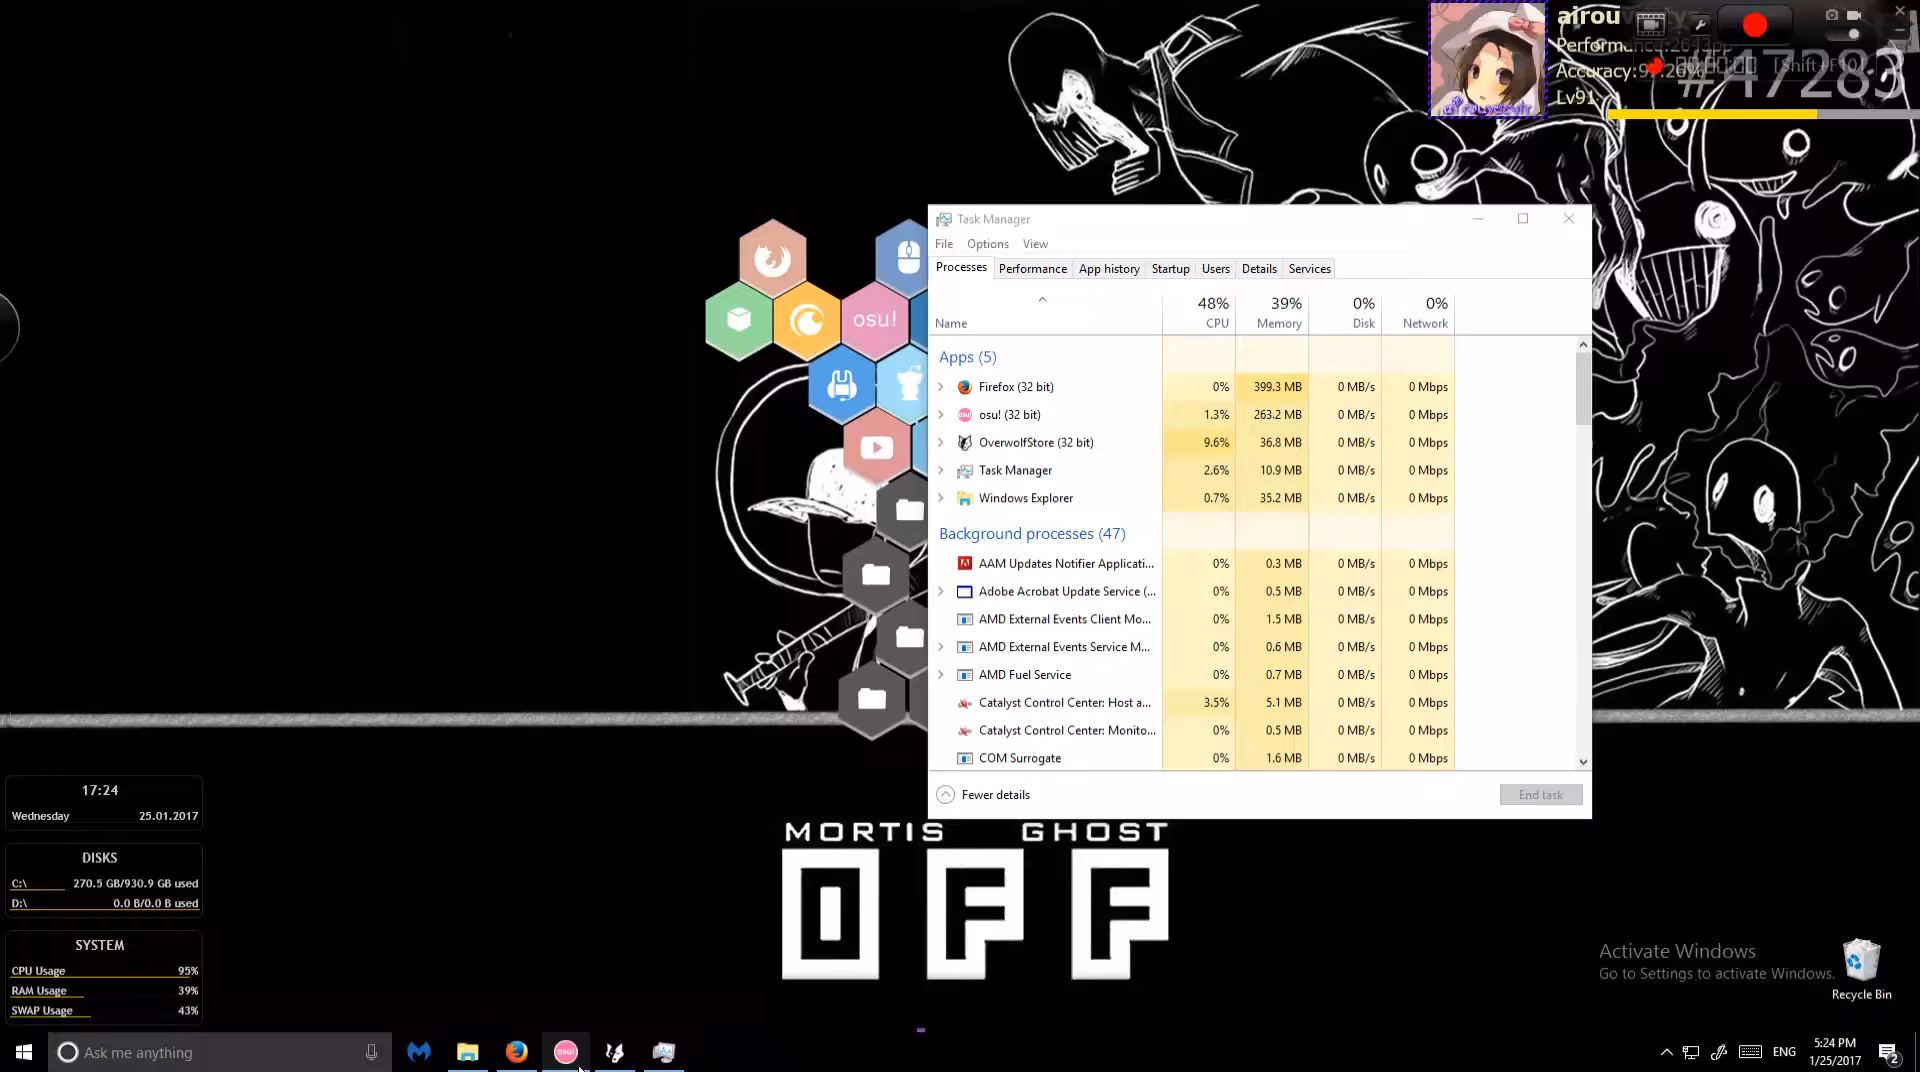 airou
Performance:2643pp
Accuracy:97.26%
Lv91
#47283
[Shift+F10]
osu!
Task Manager
File Options View
Processes Performance App history Startup Users Details Services
48% 39% 0% 0%
Name CPU Memory Disk Network
Apps (5)
Firefox (32 bit) 0% 399.3 MB 0 MB/s 0 Mbps
osu! (32 bit) 1.3% 263.2 MB 0 MB/s 0 Mbps
OverwolfStore (32 bit) 9.6% 36.8 MB 0 MB/s 0 Mbps
Task Manager 2.6% 10.9 MB 0 MB/s 0 Mbps
Windows Explorer 0.7% 35.2 MB 0 MB/s 0 Mbps
Background processes (47)
AAM Updates Notifier Applicati... 0% 0.3 MB 0 MB/s 0 Mbps
Adobe Acrobat Update Service (... 0% 0.5 MB 0 MB/s 0 Mbps
AMD External Events Client Mo... 0% 1.5 MB 0 MB/s 0 Mbps
AMD External Events Service M... 0% 0.6 MB 0 MB/s 0 Mbps
AMD Fuel Service 0% 0.7 MB 0 MB/s 0 Mbps
Catalyst Control Center: Host a... 3.5% 5.1 MB 0 MB/s 0 Mbps
Catalyst Control Center: Monito... 0% 0.5 MB 0 MB/s 0 Mbps
COM Surrogate 0% 1.6 MB 0 MB/s 0 Mbps
Fewer details End task
17:24
Wednesday 25.01.2017
DISKS
C:\ 270.5 GB/930.9 GB used
D:\ 0.0 B/0.0 B used
SYSTEM
CPU Usage 95%
RAM Usage 39%
SWAP Usage 43%
MORTIS GHOST
OFF
Activate Windows
Go to Settings to activate Windows.
Recycle Bin
Ask me anything
osu!
ENG
5:24 PM
1/25/2017
2